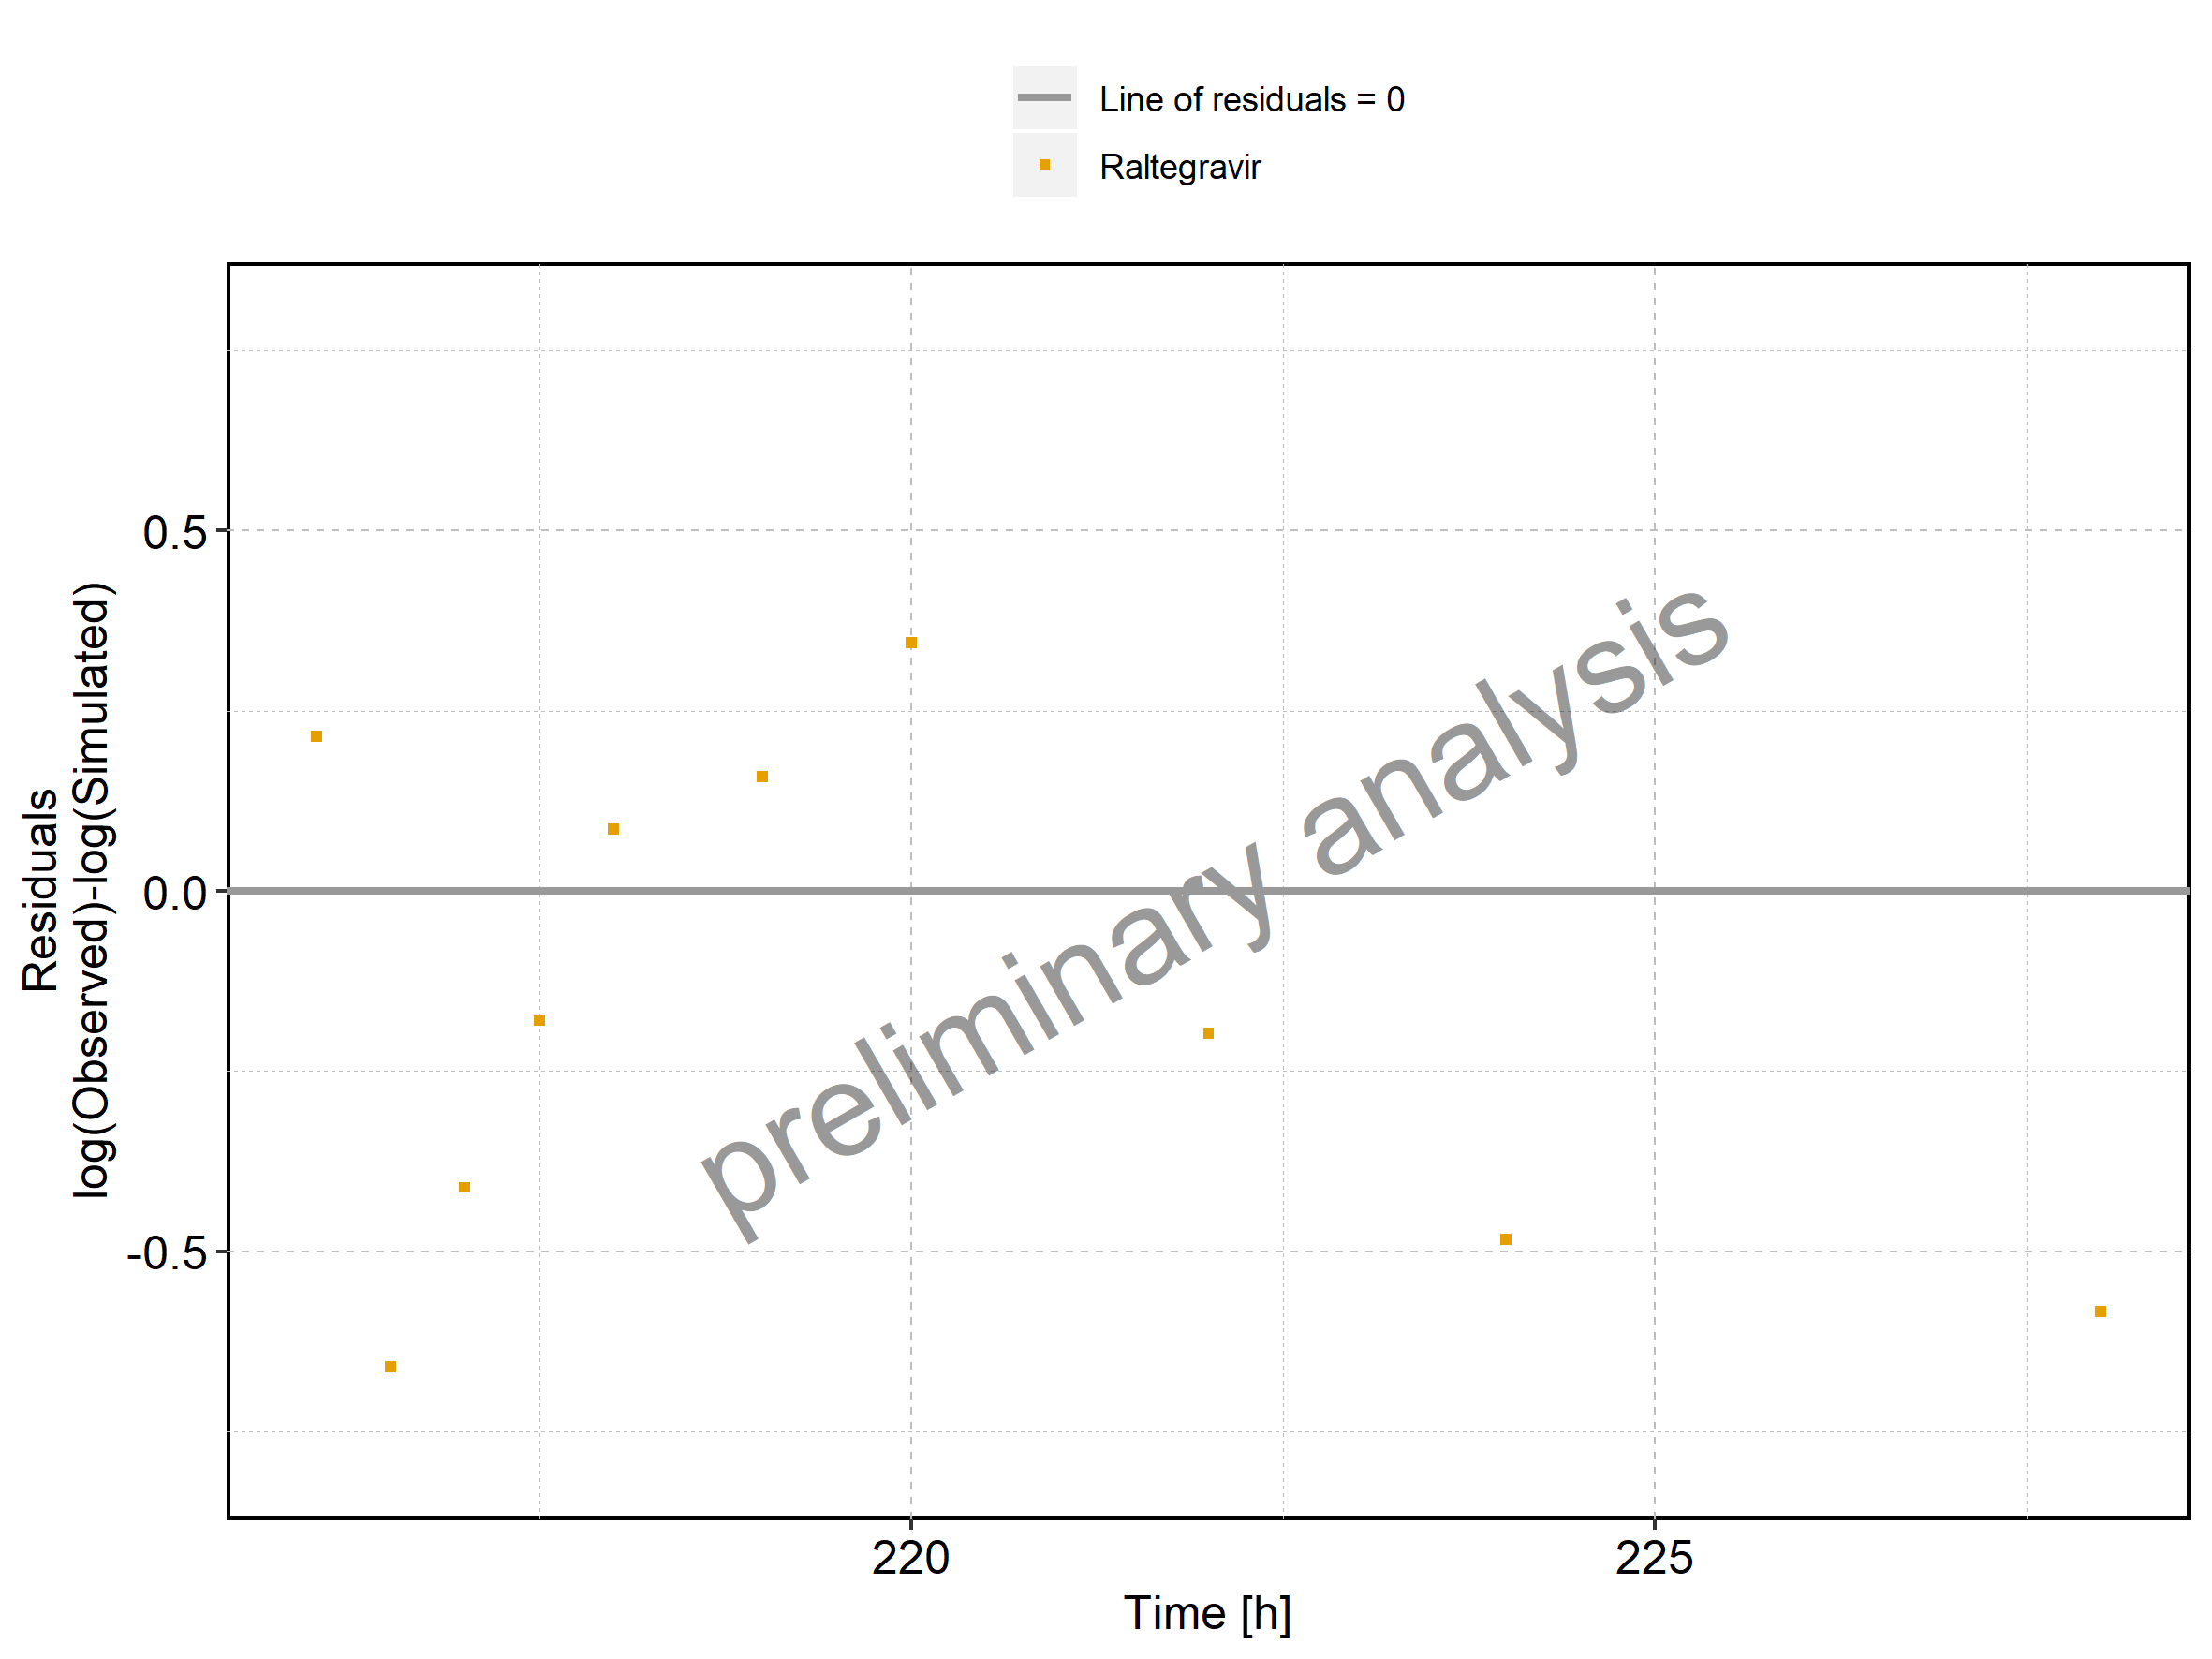 Line of residuals = 0
Raltegravir
Residuals
log(Observed)-log(Simulated)
0.5
0.0
-0.5
preliminary analysis
220
225
Time [h]